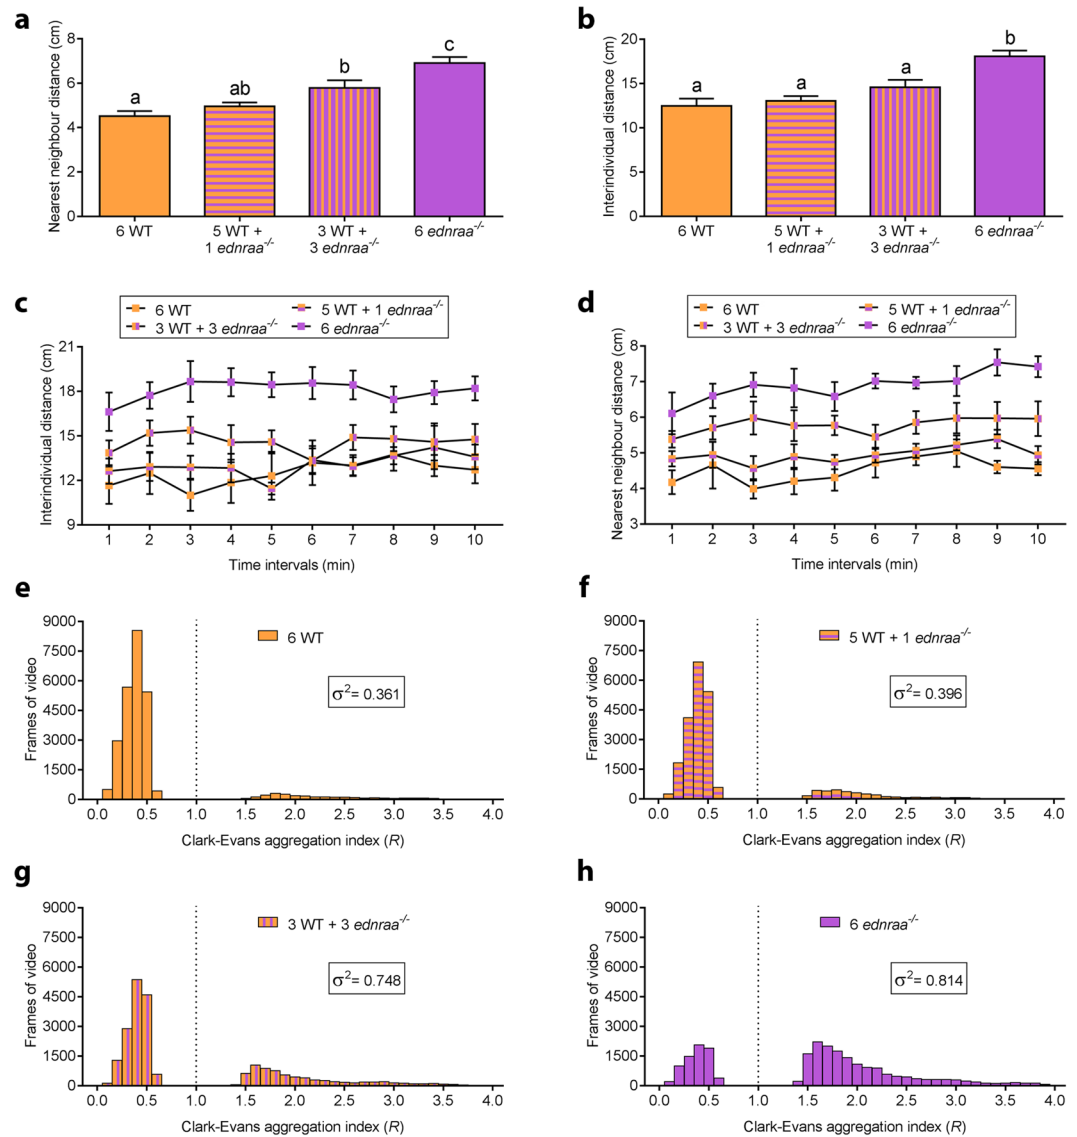 a
Nearest neighbour distance (cm)
8
6
4
2
0
a
ab
b
c
6 WT
5 WT +
1 ednraa-/-
3 WT +
3 ednraa-/-
6 ednraa-/-
b
Interindividual distance (cm)
20
15
10
5
0
a
a
a
b
6 WT
5 WT +
1 ednraa-/-
3 WT +
3 ednraa-/-
6 ednraa-/-
c
6 WT
5 WT + 1 ednraa-/-
3 WT + 3 ednraa-/-
6 ednraa-/-
Interindividual distance (cm)
21
18
15
12
9
1 2 3 4 5 6 7 8 9 10
Time intervals (min)
d
6 WT
5 WT + 1 ednraa-/-
3 WT + 3 ednraa-/-
6 ednraa-/-
Nearest neighbour distance (cm)
8
7
6
5
4
3
1 2 3 4 5 6 7 8 9 10
Time intervals (min)
e
Frames of video
9000
7500
6000
4500
3000
1500
0
6 WT
σ2= 0.361
0.0 0.5 1.0 1.5 2.0 2.5 3.0 3.5 4.0
Clark-Evans aggregation index (R)
f
Frames of video
9000
7500
6000
4500
3000
1500
0
5 WT + 1 ednraa-/-
σ2= 0.396
0.0 0.5 1.0 1.5 2.0 2.5 3.0 3.5 4.0
Clark-Evans aggregation index (R)
g
Frames of video
9000
7500
6000
4500
3000
1500
0
3 WT + 3 ednraa-/-
σ2= 0.748
0.0 0.5 1.0 1.5 2.0 2.5 3.0 3.5 4.0
Clark-Evans aggregation index (R)
h
Frames of video
9000
7500
6000
4500
3000
1500
0
6 ednraa-/-
σ2= 0.814
0.0 0.5 1.0 1.5 2.0 2.5 3.0 3.5 4.0
Clark-Evans aggregation index (R)